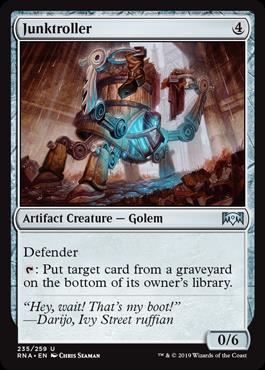 Junktroller 4
Artifact Creature — Golem
Defender
: Put target card from a graveyard
on the bottom of its owner's library.
“Hey, wait! That's my boot!”
—Darijo, Ivy Street ruffian
0/6
235/259 U
RNA • EN Chris Seaman
™ & © 2019 Wizards of the Coast